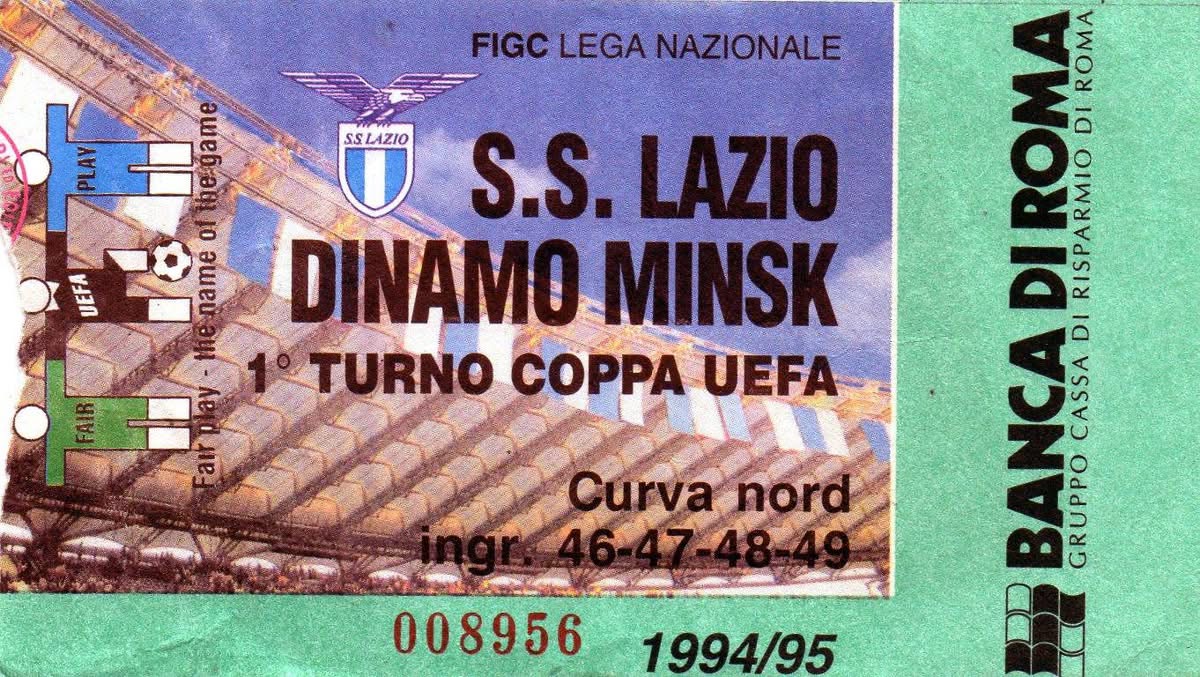 FIGC LEGA NAZIONALE
S.S. LAZIO
S.S. LAZIO
DINAMO MINSK
1° TURNO COPPA UEFA
Curva nord
ingr. 46-47-48-49
PLAY
UEFA
FAIR
Fair play - the name of the game
008956
1994/95
BANCA DI ROMA
GRUPPO CASSA DI RISPARMIO DI ROMA